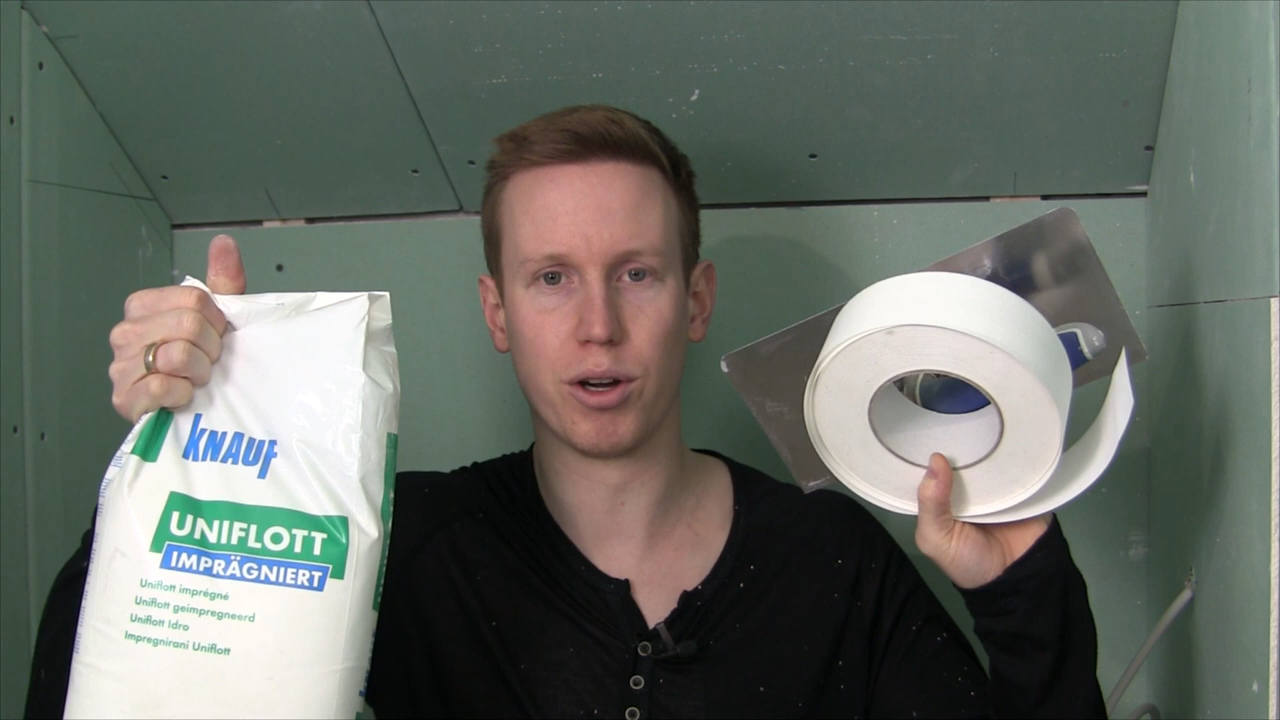 KNAUF
UNIFLOTT
IMPRÄGNIERT
Uniflott imprégné
Uniflott geimpregneerd
Uniflott Idro
Impregnirani Uniflott